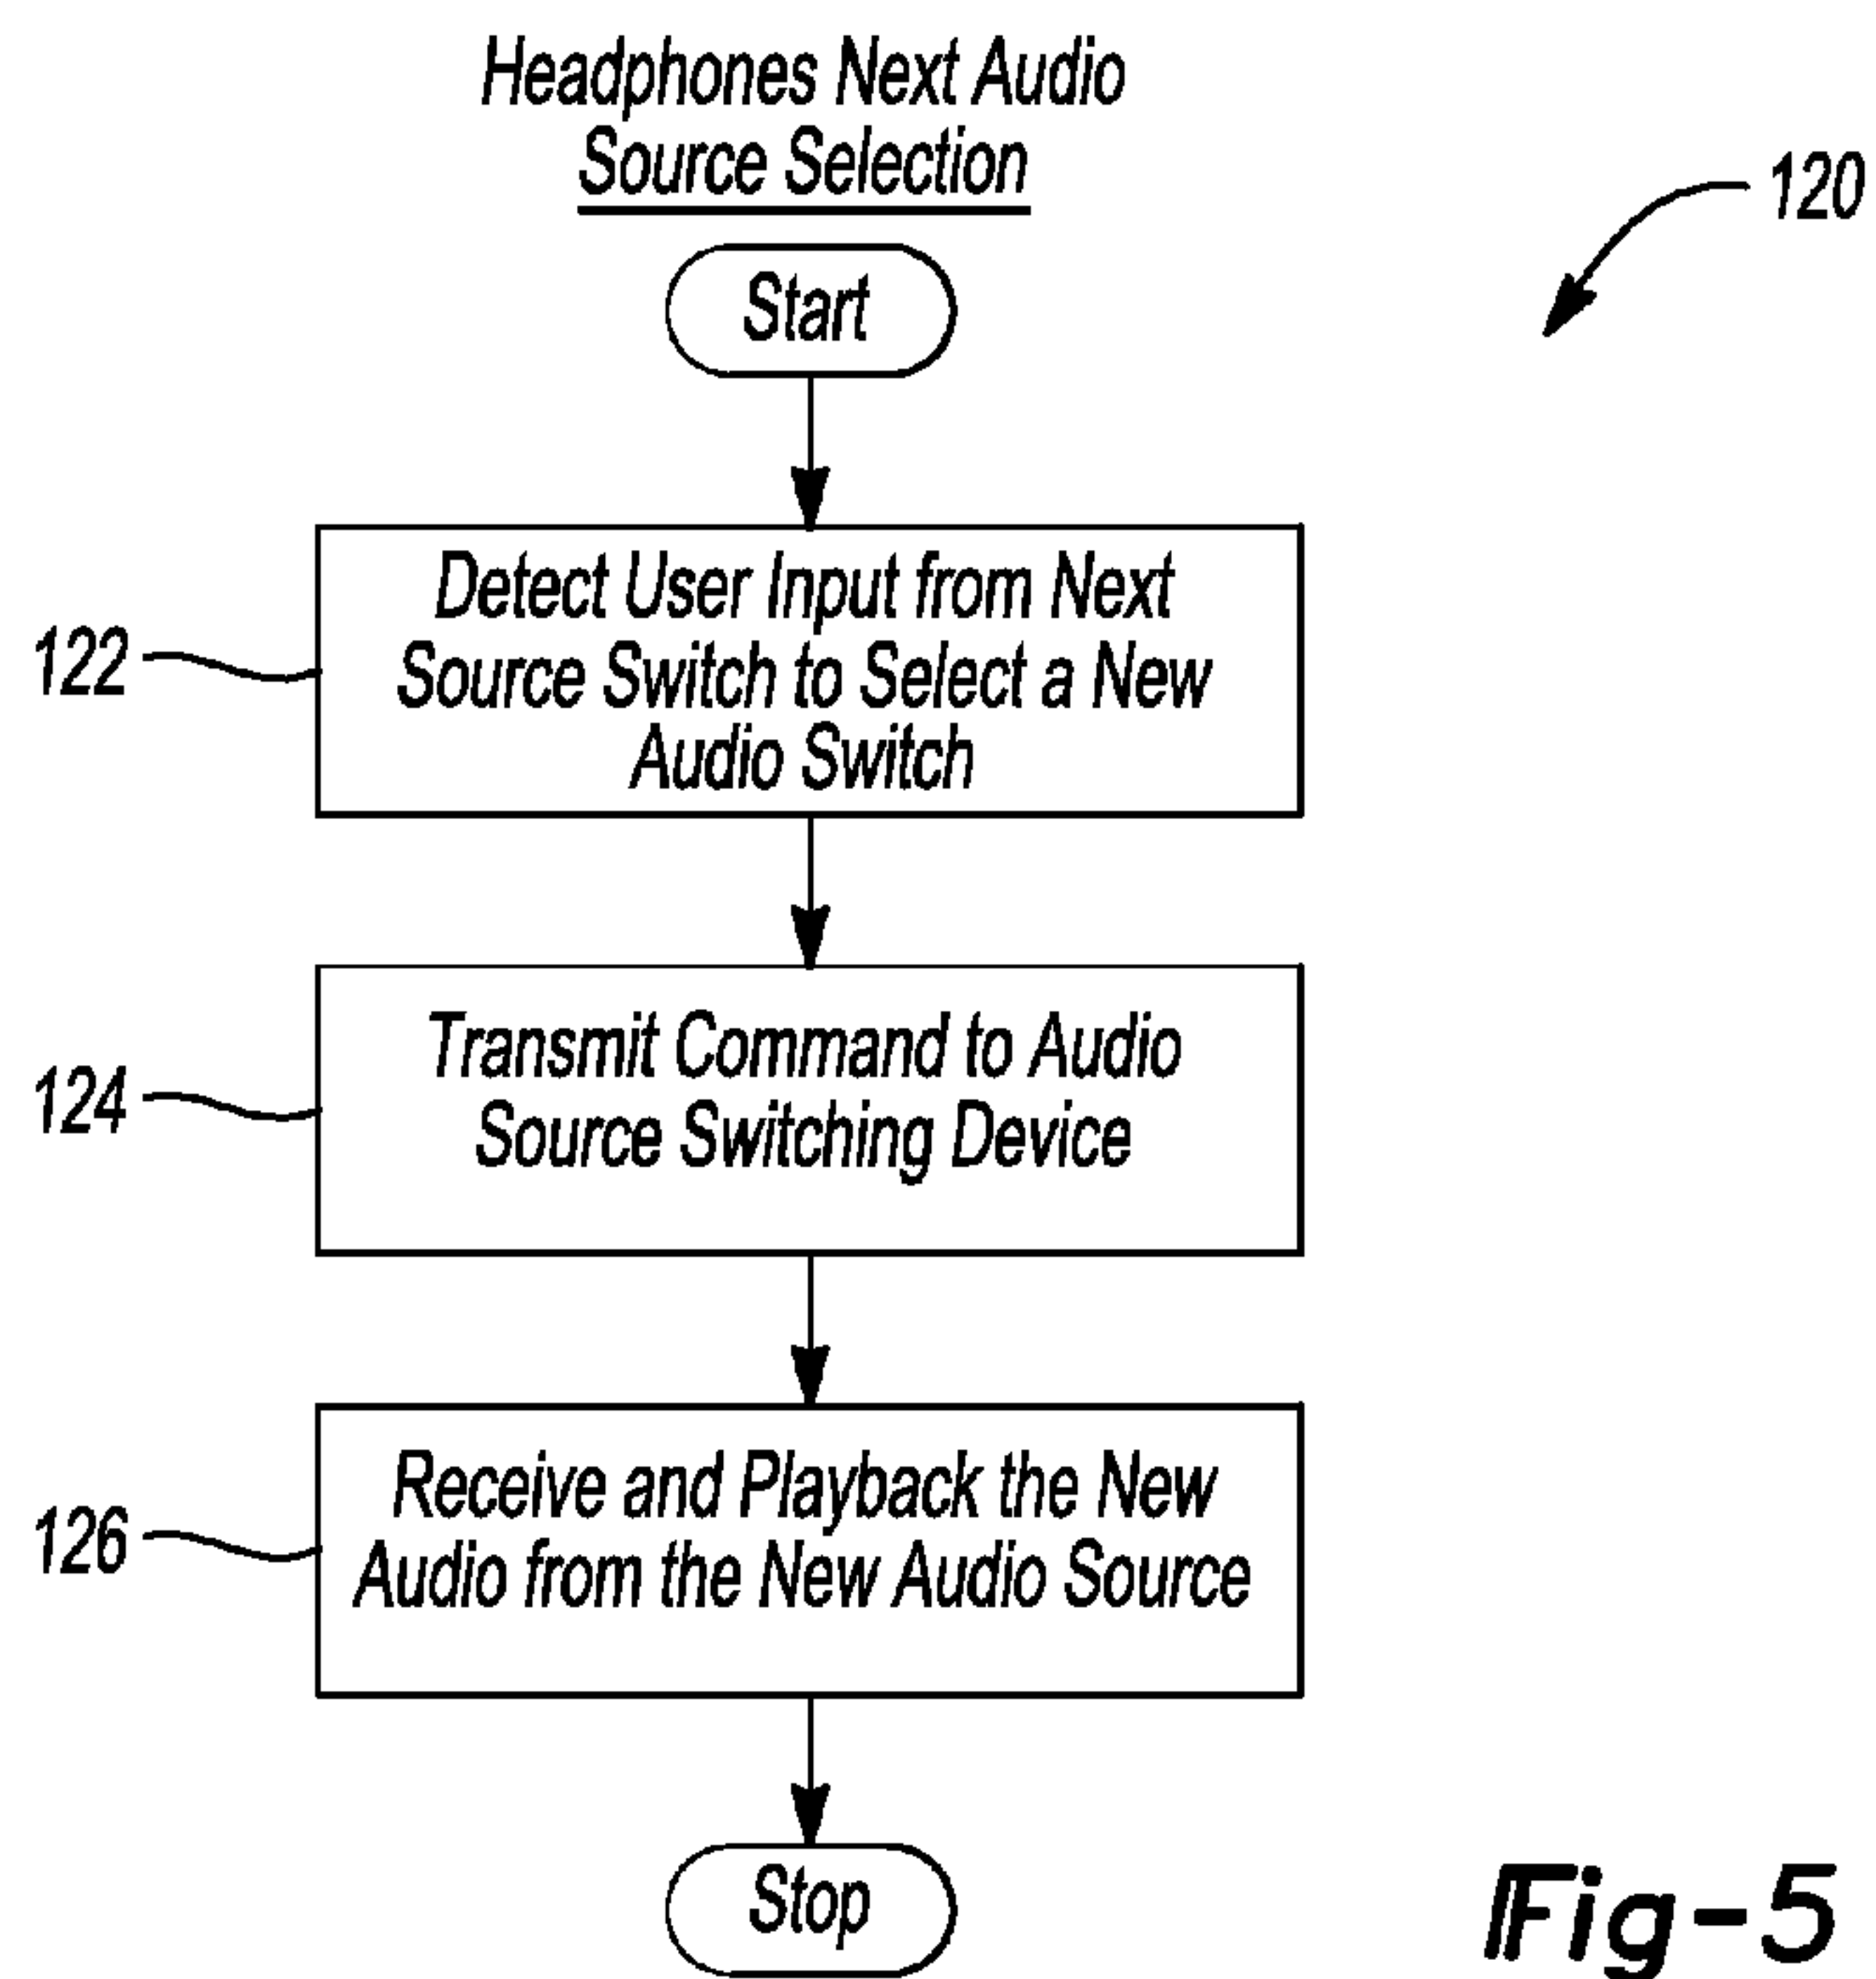 Headphones Next Audio
Source Selection
120
Start
122
Detect User Input from Next
Source Switch to Select a New
Audio Switch
124
Transmit Command to Audio
Source Switching Device
126
Receive and Playback the New
Audio from the New Audio Source
Stop
Fig-5